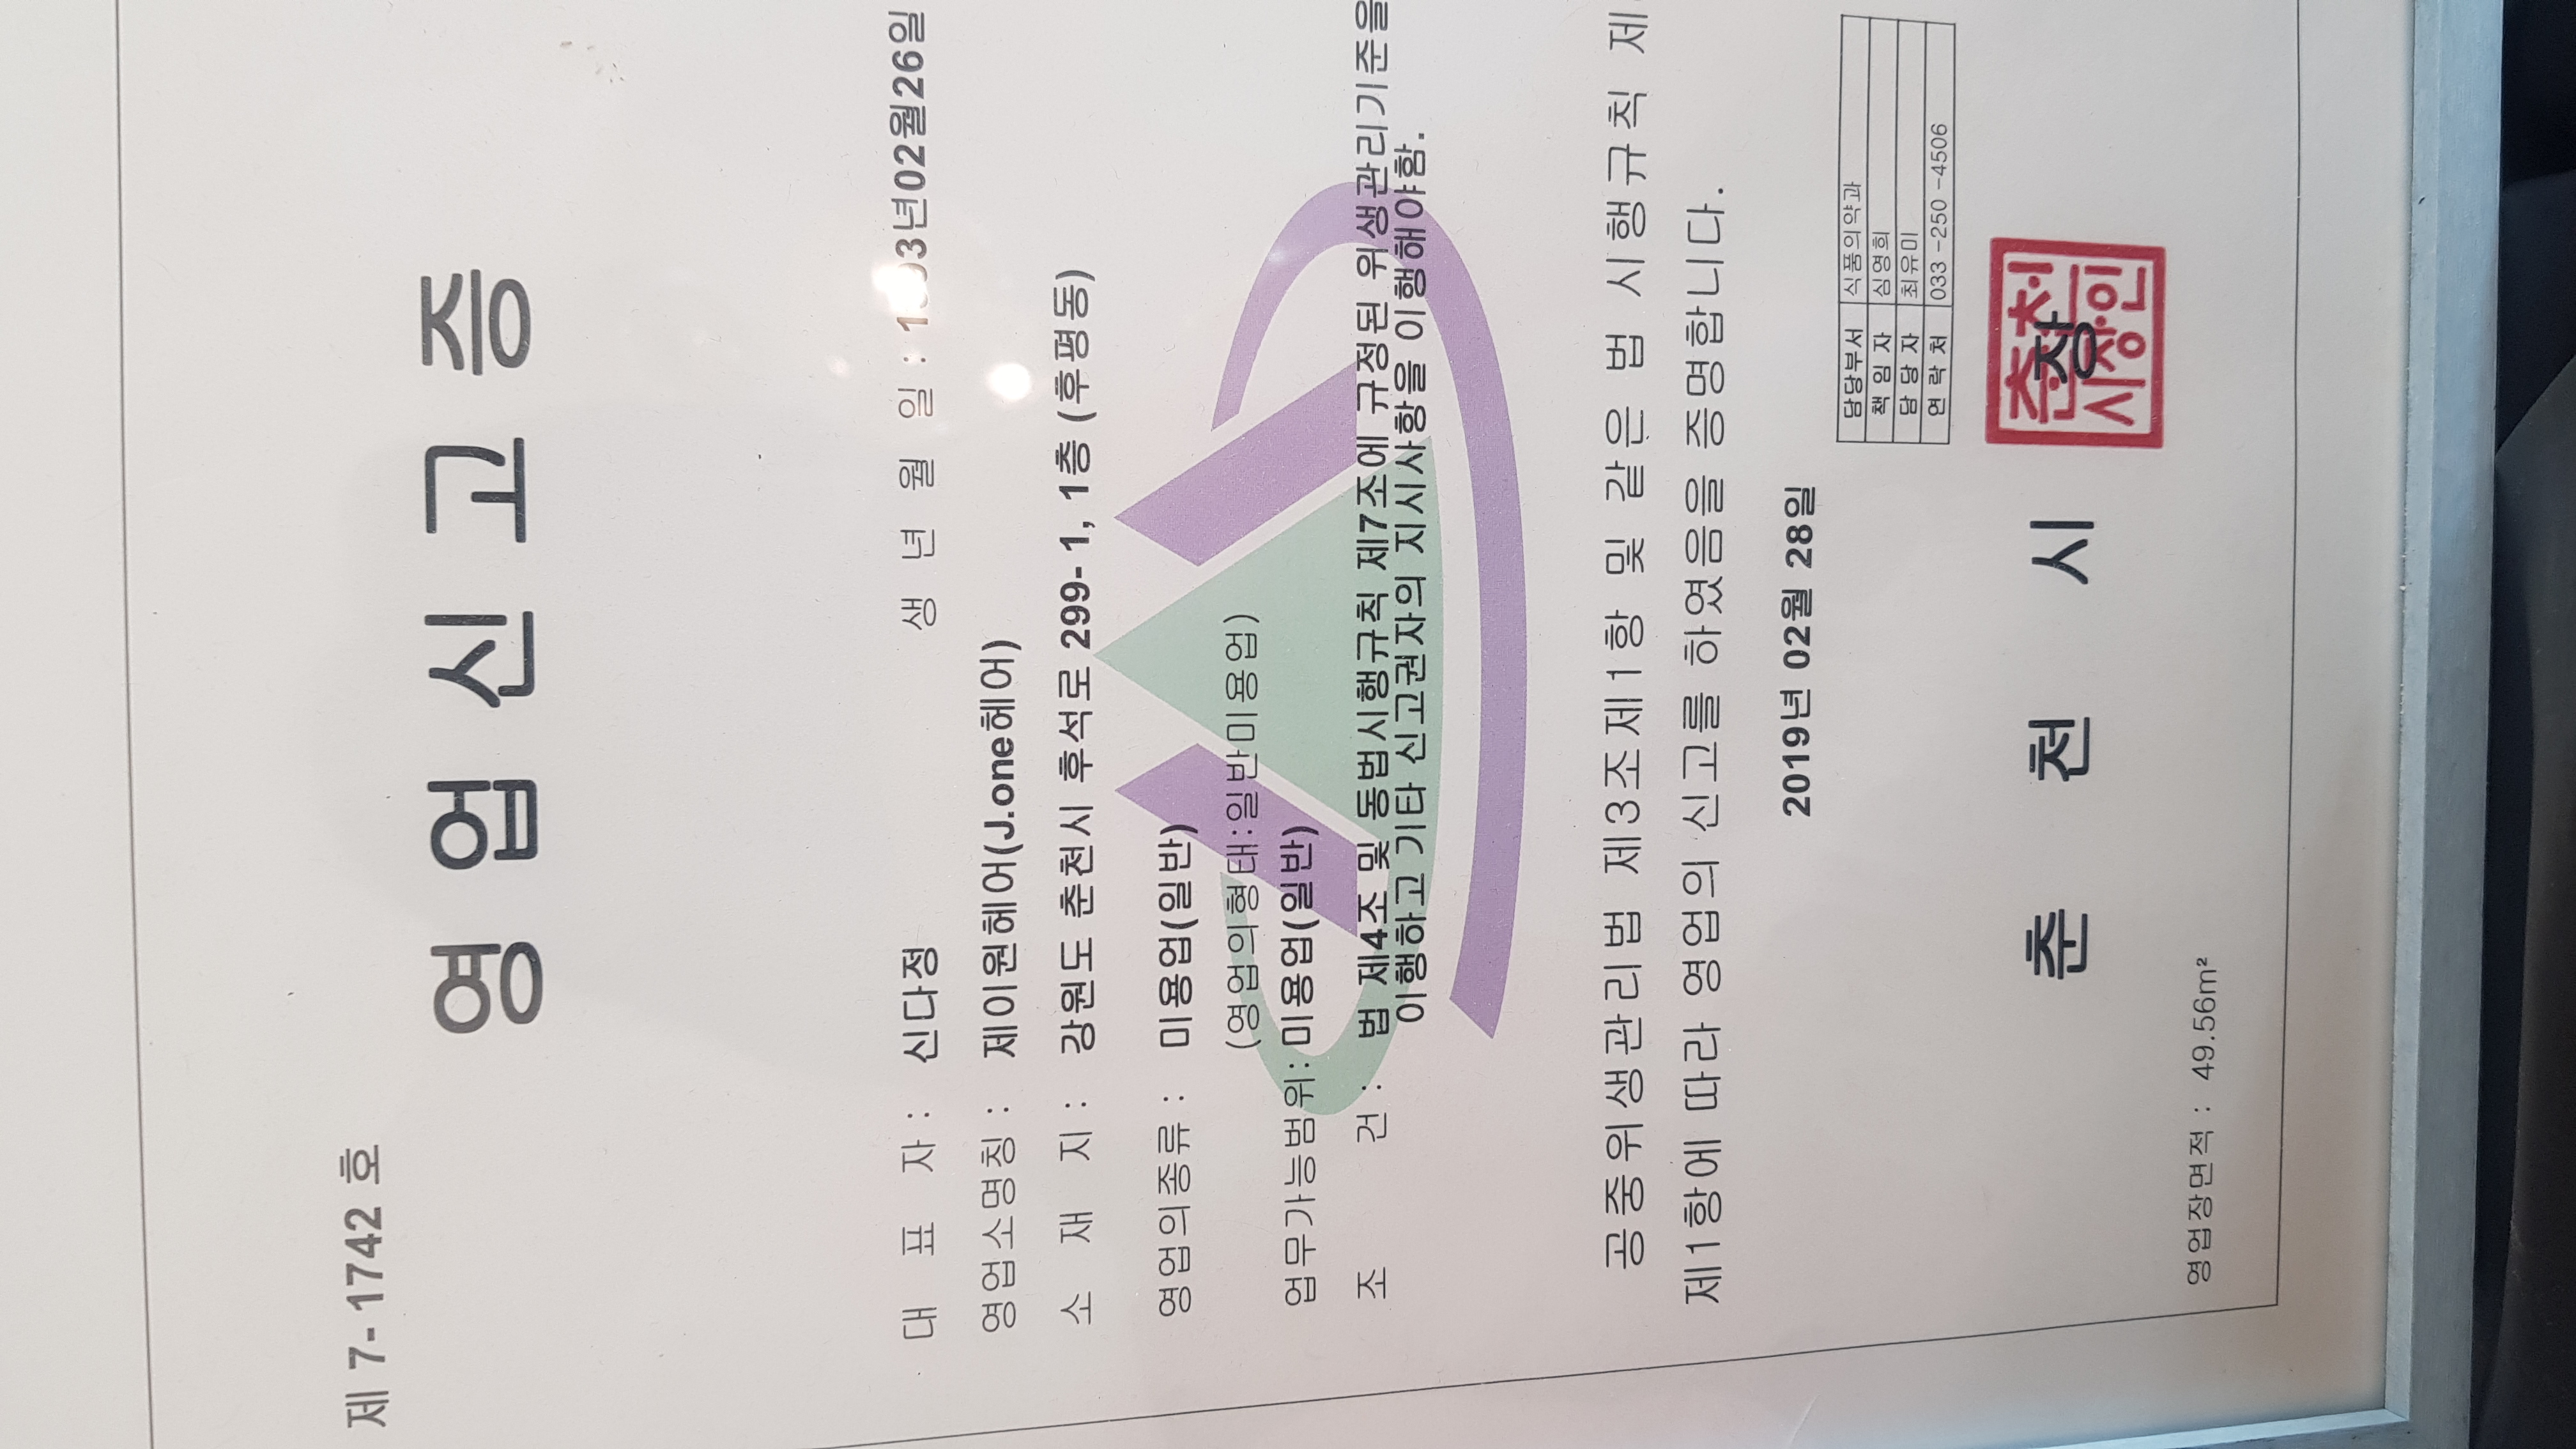 제 7- 1742 호
영업신고증
대 표 자 : 신다정 생 년 월 일 : 년02월26일
영업소명칭 : 제이원헤어(J.one헤어)
소 재 지 : 강원도 춘천시 후석로 299- 1, 1층 (후평동)
영업의종류 : 미용업(일반)
(영업의형태:일반미용업)
업무가능범위: 미용업(일반)
조 건 : 법 제4조 및 동법시행규칙 제7조에 규정된 위생관리기준을
이행하고 기타 신고권자의 지시사항을 이행해야함.
공중위생관리법 제3조제1항 및 같은 법 시행규칙
제1항에 따라 영업의 신고를 하였음을 증명합니다.
2019년 02월 28일
담당부서 식품의약과
책 임 자 심영희
담 당 자 최유미
연 락 처 033 -250 -4506
춘 천 시 장
춘천
시장인
영업장면적 : 49.56m²